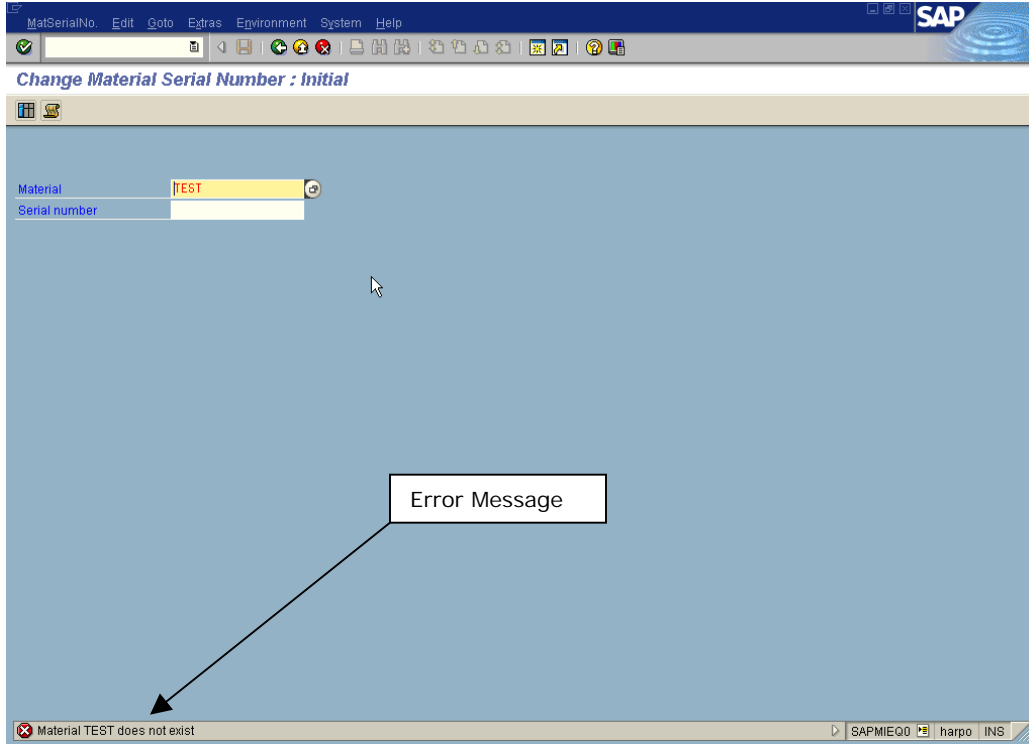 MatSerialNo. Edit Goto Extras Environment System Help
SAP
Change Material Serial Number : Initial
Material TEST
Serial number
Error Message
Material TEST does not exist
SAPMIEQ0 harpo INS